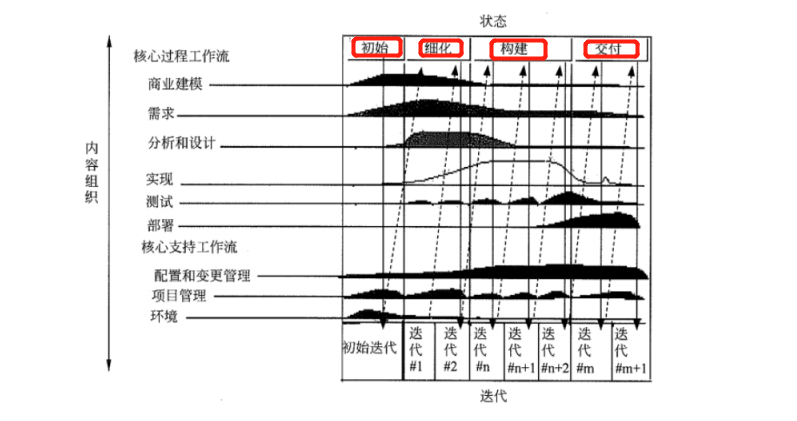 状态
初始 细化 构建 交付
核心过程工作流
商业建模
需求
分析和设计
内容组织
实现
测试
部署
核心支持工作流
配置和变更管理
项目管理
环境
初始迭代 迭代#1 迭代#2 迭代#n 迭代#n+1 迭代#n+2 迭代#m 迭代#m+1
迭代